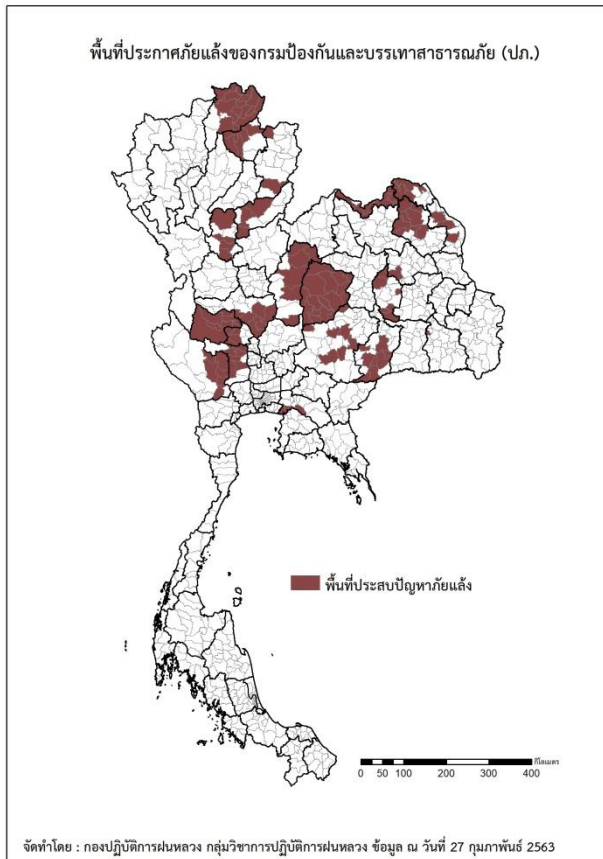 พื้นที่ประกาศภัยแล้งของกรมป้องกันและบรรเทาสาธารณภัย (ปภ.)
พื้นที่ประสบปัญหาภัยแล้ง
กิโลเมตร
0 50 100 200 300 400
จัดทำโดย : กองปฏิบัติการฝนหลวง กลุ่มวิชาการปฏิบัติการฝนหลวง ข้อมูล ณ วันที่ 27 กุมภาพันธ์ 2563